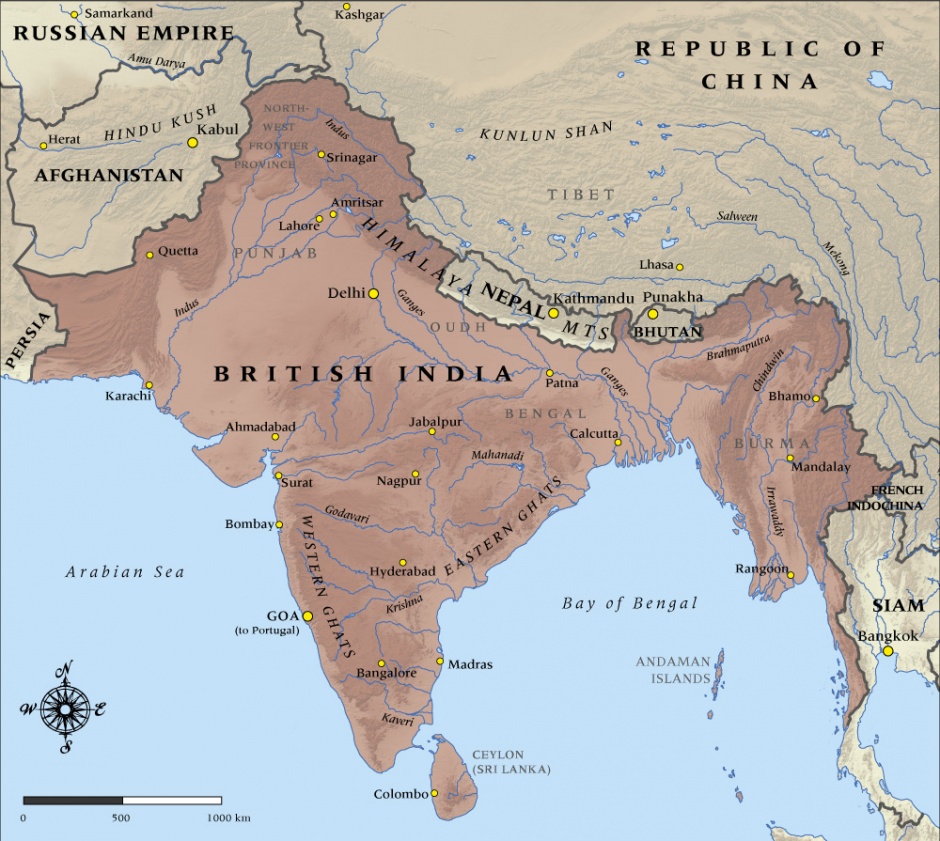 Samarkand
Kashgar
RUSSIAN EMPIRE
REPUBLIC OF
CHINA
Amu Darya
NORTH-
WEST
FRONTIER
PROVINCE
HINDU KUSH
Indus
Herat
Kabul
KUNLUN SHAN
Srinagar
AFGHANISTAN
TIBET
Amritsar
Lahore
Salween
Mekong
Quetta
PUNJAB
HIMALAYA
MTS
Lhasa
Delhi
Indus
Ganges
NEPAL
Kathmandu
Punakha
BHUTAN
OUDH
PERSIA
Brahmaputra
Chindwin
BRITISH INDIA
Patna
Ganges
Karachi
Bhamo
BENGAL
Ahmadabad
Jabalpur
Calcutta
BURMA
Mahanadi
Mandalay
Surat
Nagpur
FRENCH
INDOCHINA
Irrawaddy
Godavari
Bombay
WESTERN GHATS
EASTERN GHATS
Arabian Sea
Hyderabad
Rangoon
Krishna
Bay of Bengal
SIAM
GOA
(to Portugal)
Bangkok
Bangalore
Madras
ANDAMAN
ISLANDS
N
W
E
S
Kaveri
CEYLON
(SRI LANKA)
Colombo
0
500
1000 km